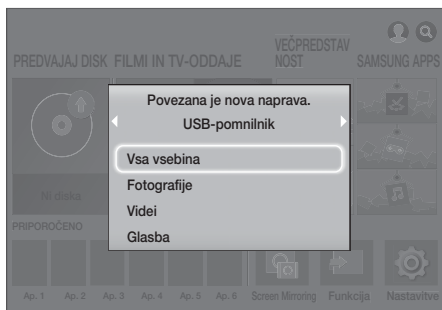 PREDVAJAJ DISK
FILMI IN TV-ODDAJE
VEČPREDSTAV
NOST
SAMSUNG APPS
Povezana je nova naprava.
USB-pomnilnik
Vsa vsebina
Fotografije
Videi
Glasba
Ni diska
PRIPOROČENO
Ap. 1
Ap. 2
Ap. 3
Ap. 4
Ap. 5
Ap. 6
Screen Mirroring
Funkcija
Nastavitve